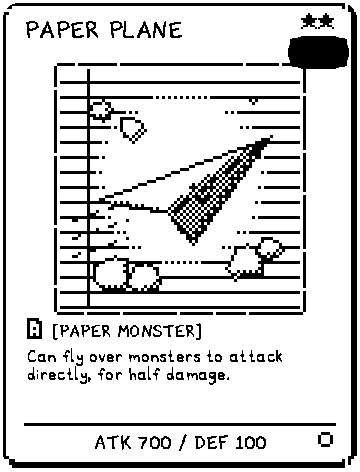 PAPER PLANE
[PAPER MONSTER]
Can fly over monsters to attack
directly, for half damage.
ATK 700 / DEF 100